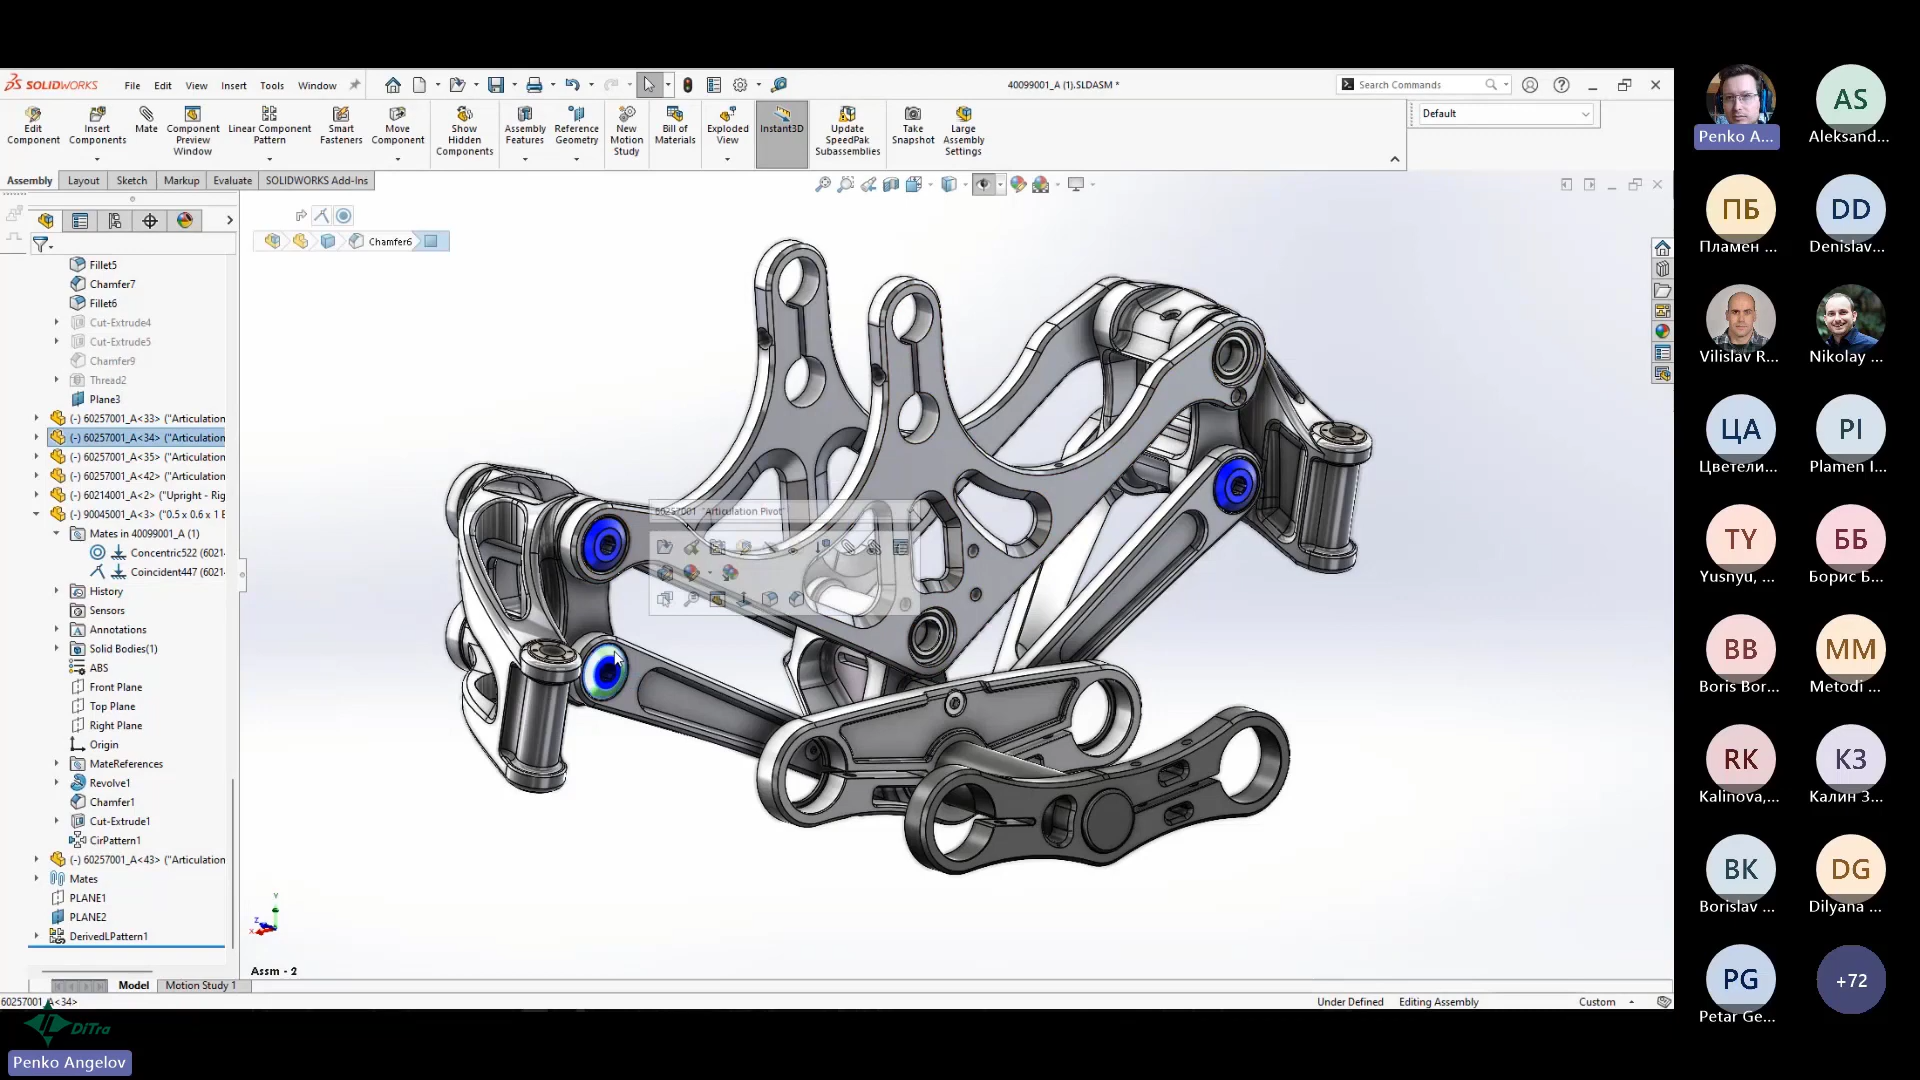 SOLIDWORKS
File
Edit
View
Insert
Tools
Window
40099001_A (1).SLDASM *
Search Commands
Edit Component
Insert Components
Mate
Component Preview Window
Linear Component Pattern
Smart Fasteners
Move Component
Show Hidden Components
Assembly Features
Reference Geometry
New Motion Study
Bill of Materials
Exploded View
Instant3D
Update SpeedPak Subassemblies
Take Snapshot
Large Assembly Settings
Default
Assembly
Layout
Sketch
Markup
Evaluate
SOLIDWORKS Add-Ins
Chamfer6
Fillet5
Chamfer7
Fillet6
Cut-Extrude4
Cut-Extrude5
Chamfer9
Thread2
Plane3
(-) 60257001_A<33> ("Articulation
(-) 60257001_A<34> ("Articulation
(-) 60257001_A<35> ("Articulation
(-) 60257001_A<42> ("Articulation
(-) 60214001_A<2> ("Upright - Rig
(-) 90045001_A<3> ("0.5 x 0.6 x 1 E
Mates in 40099001_A (1)
Concentric522 (6021
Coincident447 (6021
History
Sensors
Annotations
Solid Bodies(1)
ABS
Front Plane
Top Plane
Right Plane
Origin
MateReferences
Revolve1
Chamfer1
Cut-Extrude1
CirPattern1
(-) 60257001_A<43> ("Articulation
Mates
PLANE1
PLANE2
DerivedLPattern1
60257001 "Articulation Pivot"
Y
Z
X
Assm - 2
Model
Motion Study 1
60257001_A<34>
Under Defined
Editing Assembly
Custom
DiTra
Penko Angelov
Penko A...
AS
Aleksand...
ПБ
Пламен ...
DD
Denislav...
Vilislav R...
Nikolay ...
ЦА
Цветели...
PI
Plamen I...
TY
Yusnyu, ...
ББ
Борис Б...
BB
Boris Bor...
MM
Metodi ...
RK
Kalinova,...
КЗ
Калин З...
BK
Borislav ...
DG
Dilyana ...
PG
Petar Ge...
+72